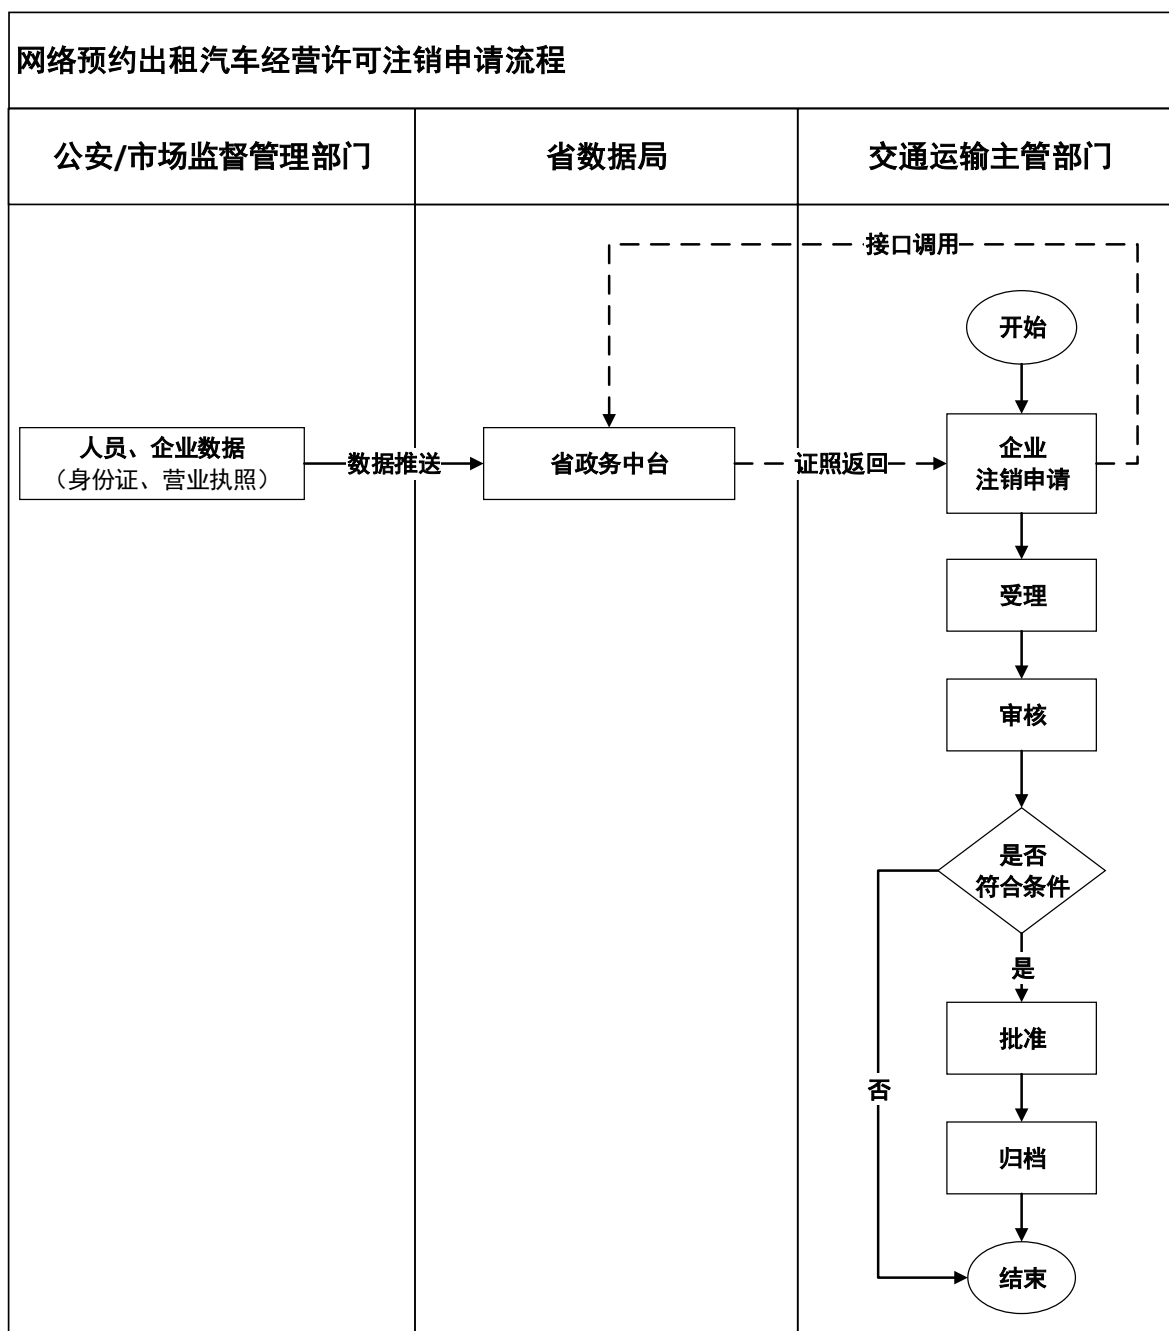 网络预约出租汽车经营许可注销申请流程
公安/市场监督管理部门
省数据局
交通运输主管部门
接口调用
开始
人员、企业数据
（身份证、营业执照）
数据推送
省政务中台
证照返回
企业
注销申请
受理
审核
是否
符合条件
是
批准
否
归档
结束